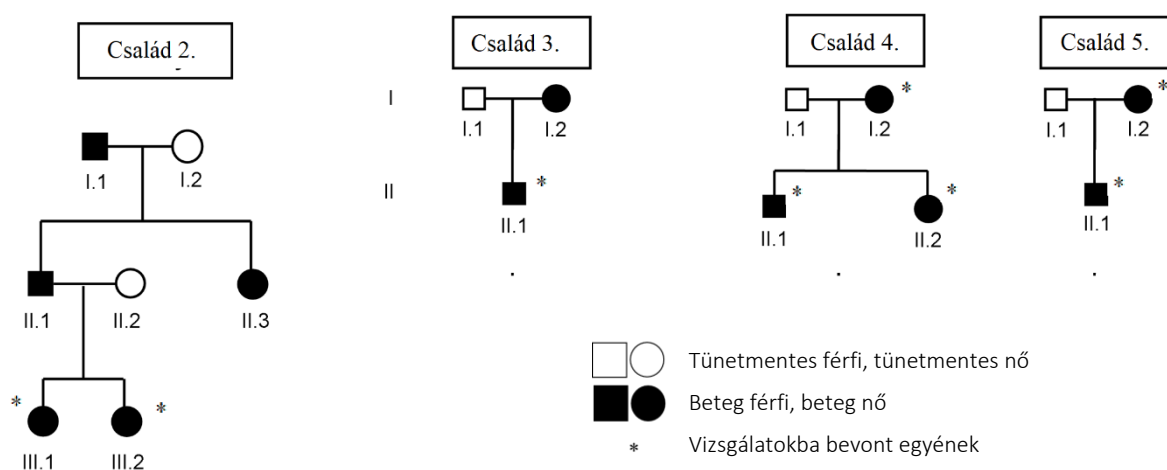 Család 2.
Család 3.
Család 4.
Család 5.
I
II
I.1 I.2
II.1 II.2 II.3
* *
III.1 III.2
I.1 I.2
*
II.1
.
*
I.1 I.2
* *
II.1 II.2
.
*
I.1 I.2
*
II.1
.
Tünetmentes férfi, tünetmentes nő
Beteg férfi, beteg nő
* Vizsgálatokba bevont egyének